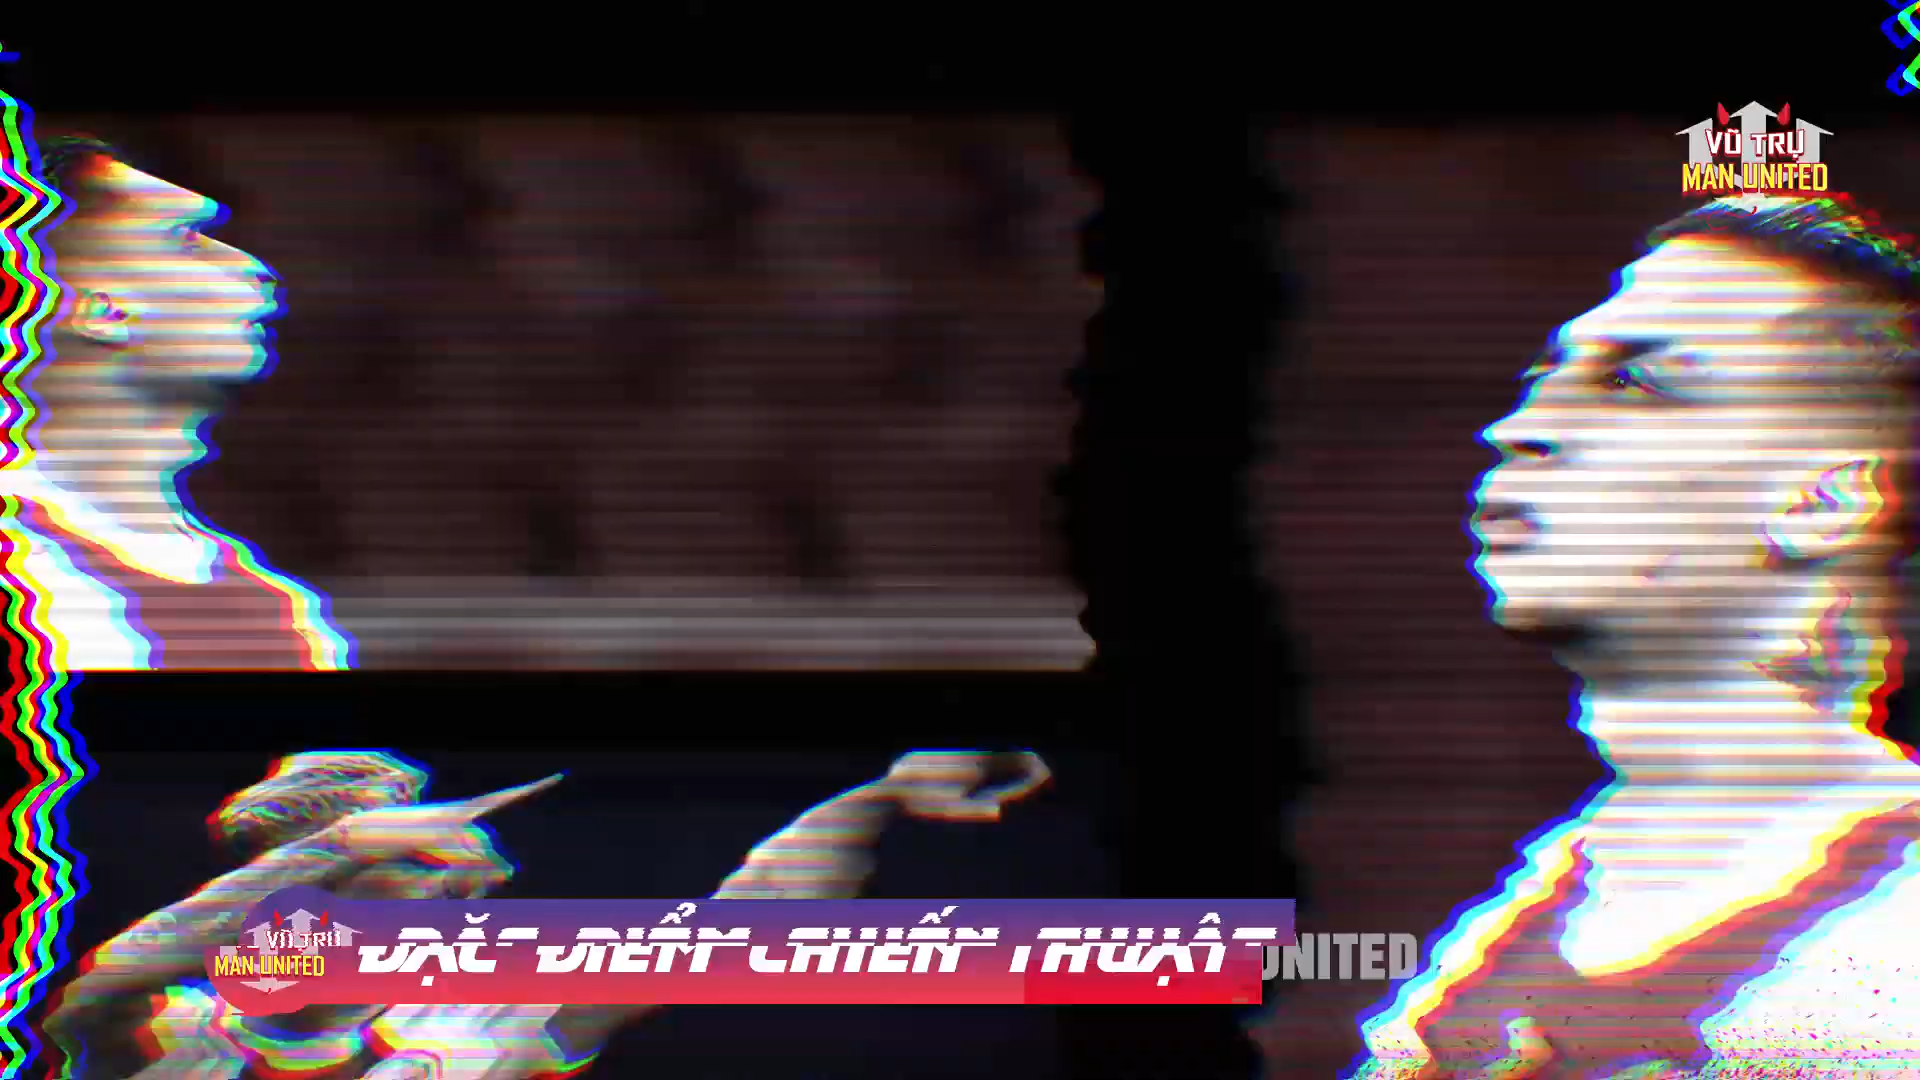 VŨ TRỤ
MAN UNITED
VŨ TRỤ
MAN UNITED
ĐẶC ĐIỂM CHIẾN THUẬT
UNITED